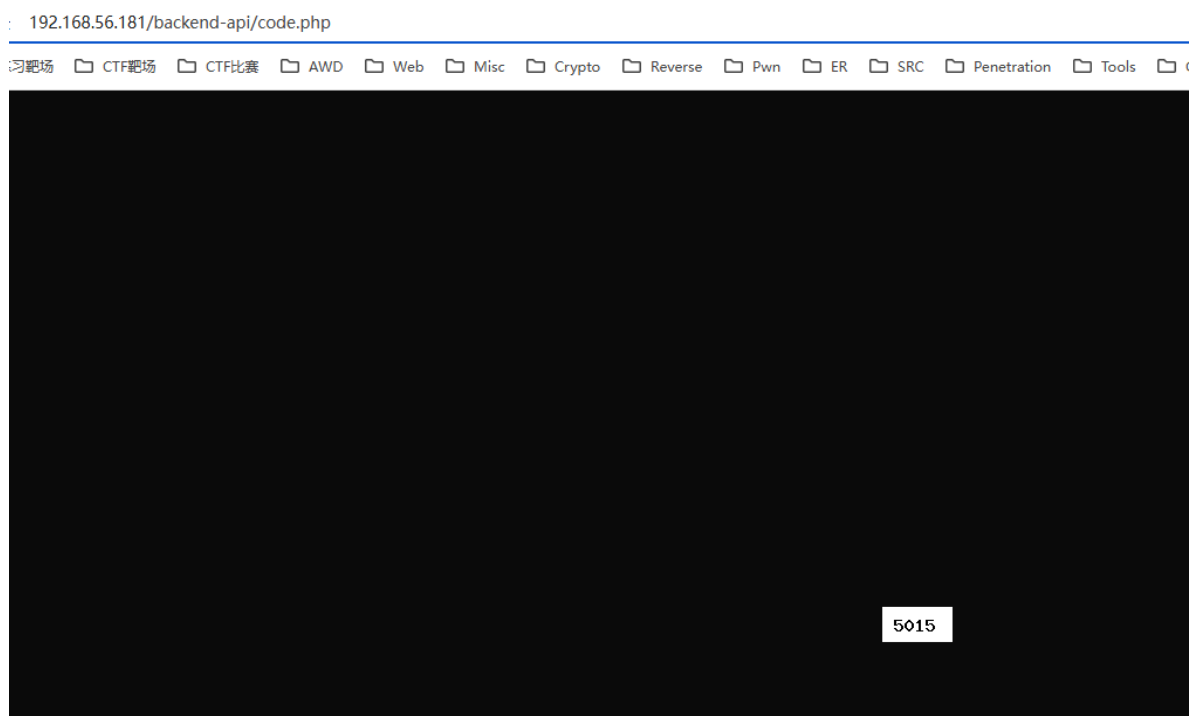 192.168.56.181/backend-api/code.php
习靶场 CTF靶场 CTF比赛 AWD Web Misc Crypto Reverse Pwn ER SRC Penetration Tools
5015